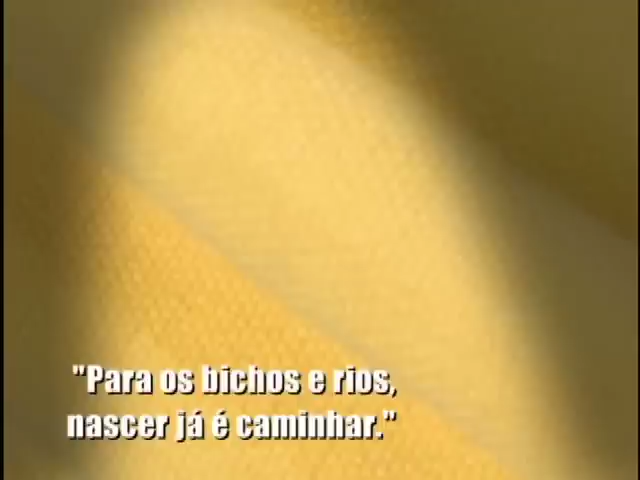 "Para os bichos e rios,
nascer já é caminhar."